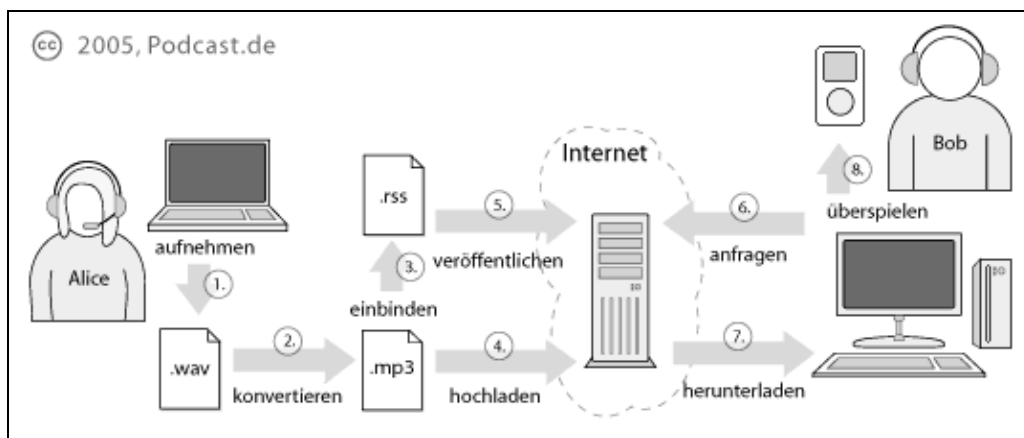 cc 2005, Podcast.de
Alice
aufnehmen
1.
.wav
2.
konvertieren
.mp3
3.
einbinden
.rss
4.
hochladen
5.
veröffentlichen
Internet
6.
anfragen
7.
herunterladen
8.
überspielen
Bob